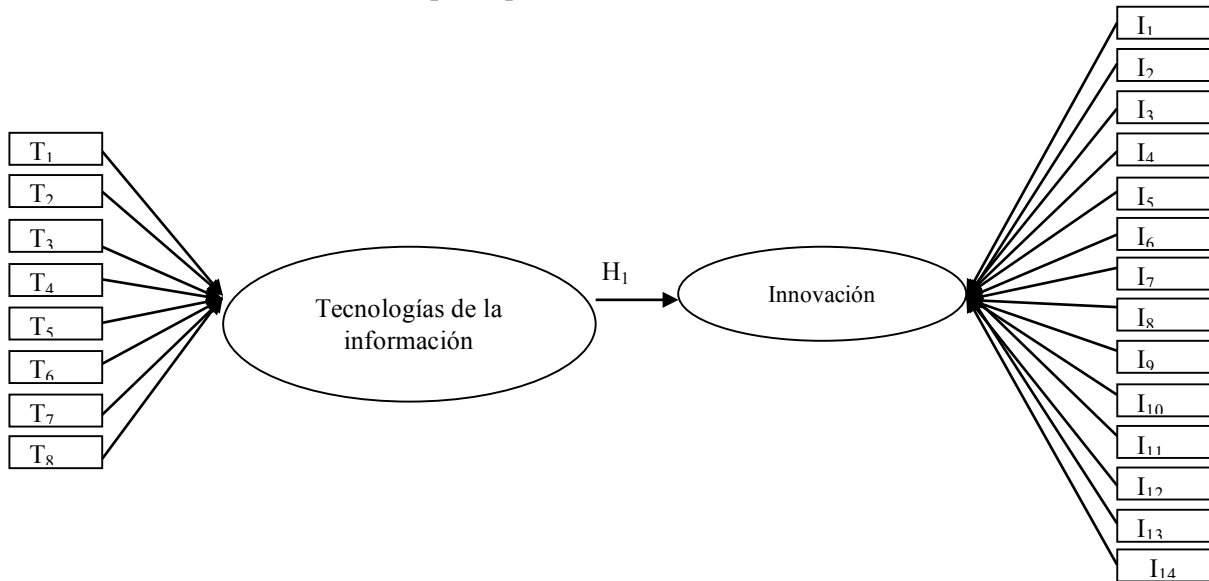 T₁
T₂
T₃
T₄
T₅
T₆
T₇
T₈
Tecnologías de la
información
H₁
Innovación
I₁
I₂
I₃
I₄
I₅
I₆
I₇
I₈
I₉
I₁₀
I₁₁
I₁₂
I₁₃
I₁₄